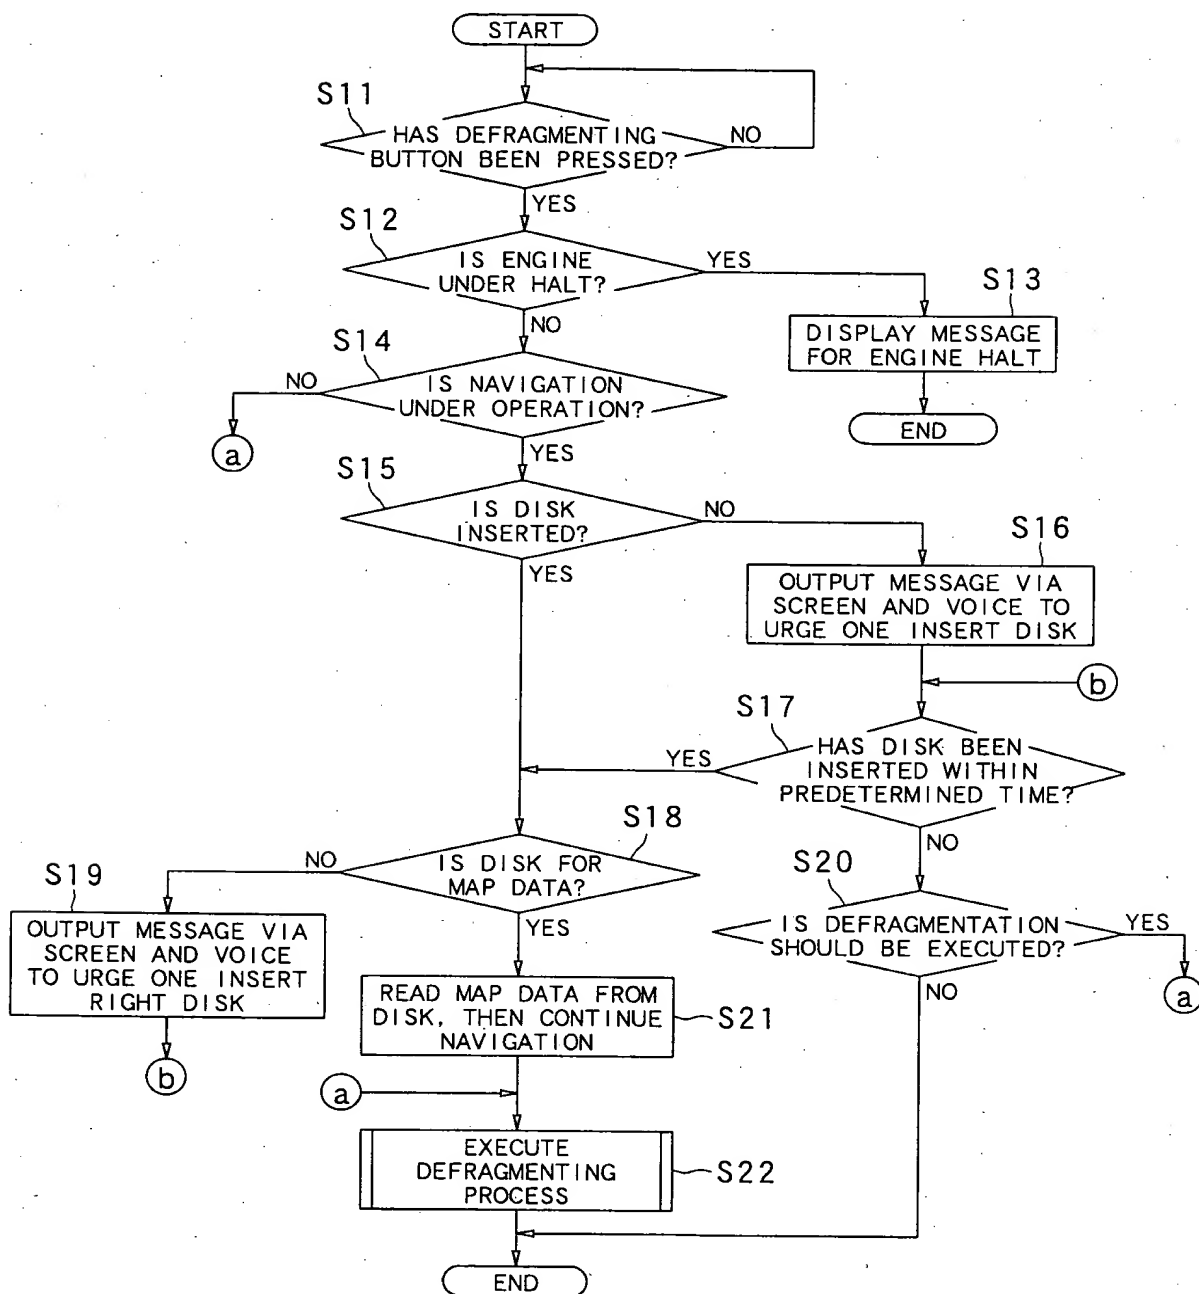 START
S11
HAS DEFRAGMENTING
BUTTON BEEN PRESSED?
NO
YES
S12
IS ENGINE
UNDER HALT?
YES
NO
S13
DISPLAY MESSAGE
FOR ENGINE HALT
END
S14
IS NAVIGATION
UNDER OPERATION?
NO
a
YES
S15
IS DISK
INSERTED?
NO
YES
S16
OUTPUT MESSAGE VIA
SCREEN AND VOICE TO
URGE ONE INSERT DISK
b
S17
HAS DISK BEEN
INSERTED WITHIN
PREDETERMINED TIME?
YES
NO
S18
IS DISK FOR
MAP DATA?
NO
YES
S19
OUTPUT MESSAGE VIA
SCREEN AND VOICE
TO URGE ONE INSERT
RIGHT DISK
b
S20
IS DEFRAGMENTATION
SHOULD BE EXECUTED?
YES
a
NO
READ MAP DATA FROM
DISK, THEN CONTINUE
NAVIGATION
S21
a
EXECUTE
DEFRAGMENTING
PROCESS
S22
END